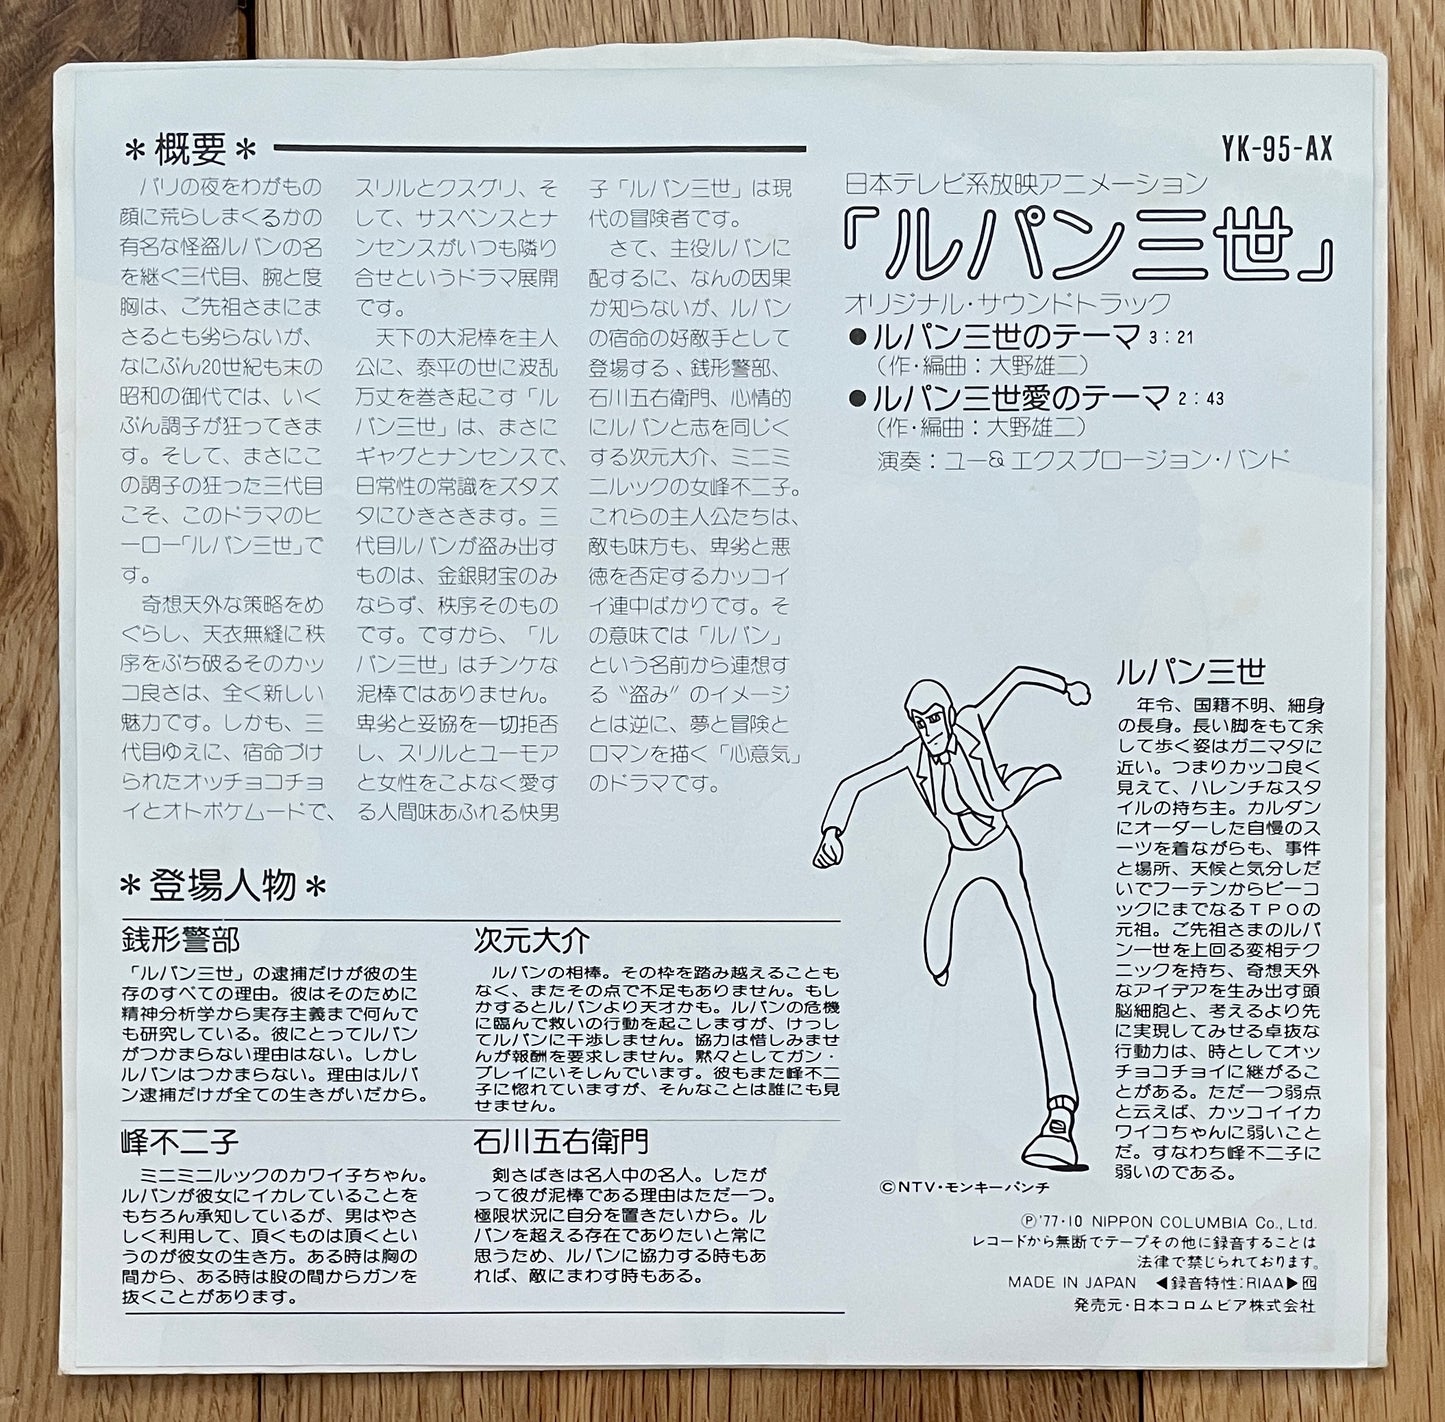 ＊概要＊
パリの夜をわがもの
顔に荒らしまくるかの
有名な怪盗ルパンの名
を継ぐ三代目、腕と度
胸は、ご先祖さまにま
さるとも劣らないが、
なにぶん20世紀も末の
昭和の御代では、いく
ぶん調子が狂ってきま
す。そして、まさにこ
の調子の狂った三代目
こそ、このドラマのヒ
ーロー「ルパン三世」で
す。
奇想天外な策略をめ
ぐらし、天衣無縫に秩
序をぶち破るそのカッ
コ良さは、全く新しい
魅力です。しかも、三
代目ゆえに、宿命づけ
られたオッチョコチョ
イとオトボケムードで、
スリルとクスグリ、そ
して、サスペンスとナ
ンセンスがいつも隣り
合せというドラマ展開
です。
天下の大泥棒を主人
公に、泰平の世に波乱
万丈を巻き起こす「ル
パン三世」は、まさに
ギャグとナンセンスで、
日常性の常識をズタズ
タにひきさきます。三
代目ルパンが盗み出す
ものは、金銀財宝のみ
ならず、秩序そのもの
です。ですから、「ル
パン三世」はチンケな
泥棒ではありません。
卑劣と妥協を一切拒否
し、スリルとユーモア
と女性をこよなく愛す
る人間味あふれる快男
子「ルパン三世」は現
代の冒険者です。
さて、主役ルパンに
配するに、なんの因果
か知らないが、ルパン
の宿命の好敵手として
登場する、銭形警部、
石川五右衛門、心情的
にルパンと志を同じく
する次元大介、ミニミ
ニルックの女峰不二子。
これらの主人公たちは、
敵も味方も、卑劣と悪
徳を否定するカッコイ
イ連中ばかりです。そ
の意味では「ルパン」
という名前から連想す
る〝盗み〟のイメージ
とは逆に、夢と冒険と
ロマンを描く「心意気」
のドラマです。
YK-95-AX
日本テレビ系放映アニメーション
「ルパン三世」
オリジナル・サウンドトラック
●ルパン三世のテーマ 3：21
（作・編曲：大野雄二）
●ルパン三世愛のテーマ 2：43
（作・編曲：大野雄二）
演奏：ユー&エクスプロージョン・バンド
＊登場人物＊
銭形警部
「ルパン三世」の逮捕だけが彼の生
存のすべての理由。彼はそのために
精神分析学から実存主義まで何んで
も研究している。彼にとってルパン
がつかまらない理由はない。しかし
ルパンはつかまらない。理由はルパ
ン逮捕だけが全ての生きがいだから。
次元大介
ルパンの相棒。その枠を踏み越えることも
なく、またその点で不足もありません。もし
かするとルパンより天才かも。ルパンの危機
に臨んで救いの行動を起こしますが、けっし
てルパンに干渉しません。協力は惜しみませ
んが報酬を要求しません。黙々としてガン・
プレイにいそしんでいます。彼もまた峰不二
子に惚れていますが、そんなことは誰にも見
せません。
峰不二子
ミニミニルックのカワイ子ちゃん。
ルパンが彼女にイカレていることを
もちろん承知しているが、男はやさ
しく利用して、頂くものは頂くとい
うのが彼女の生き方。ある時は胸の
間から、ある時は股の間からガンを
抜くことがあります。
石川五右衛門
剣さばきは名人中の名人。したが
って彼が泥棒である理由はただ一つ。
極限状況に自分を置きたいから。ル
パンを超える存在でありたいと常に
思うため、ルパンに協力する時もあ
れば、敵にまわす時もある。
ルパン三世
年令、国籍不明、細身
の長身。長い脚をもて余
して歩く姿はガニマタに
近い。つまりカッコ良く
見えて、ハレンチなスタ
イルの持ち主。カルダン
にオーダーした自慢のス
ーツを着ながらも、事件
と場所、天候と気分しだ
いでフーテンからピーコ
ックにまでなるＴＰＯの
元祖。ご先祖さまのルパ
ン一世を上回る変相テク
ニックを持ち、奇想天外
なアイデアを生み出す頭
脳細胞と、考えるより先
に実現してみせる卓抜な
行動力は、時としてオッ
チョコチョイに継がるこ
とがある。ただ一つ弱点
と云えば、カッコイイカ
ワイコちゃんに弱いこと
だ。すなわち峰不二子に
弱いのである。
©NTV・モンキーパンチ
Ⓟ'77・10 NIPPON COLUMBIA Co., Ltd.
レコードから無断でテープその他に録音することは
法律で禁じられております。
MADE IN JAPAN ◀録音特性:RIAA▶
発売元・日本コロムビア株式会社